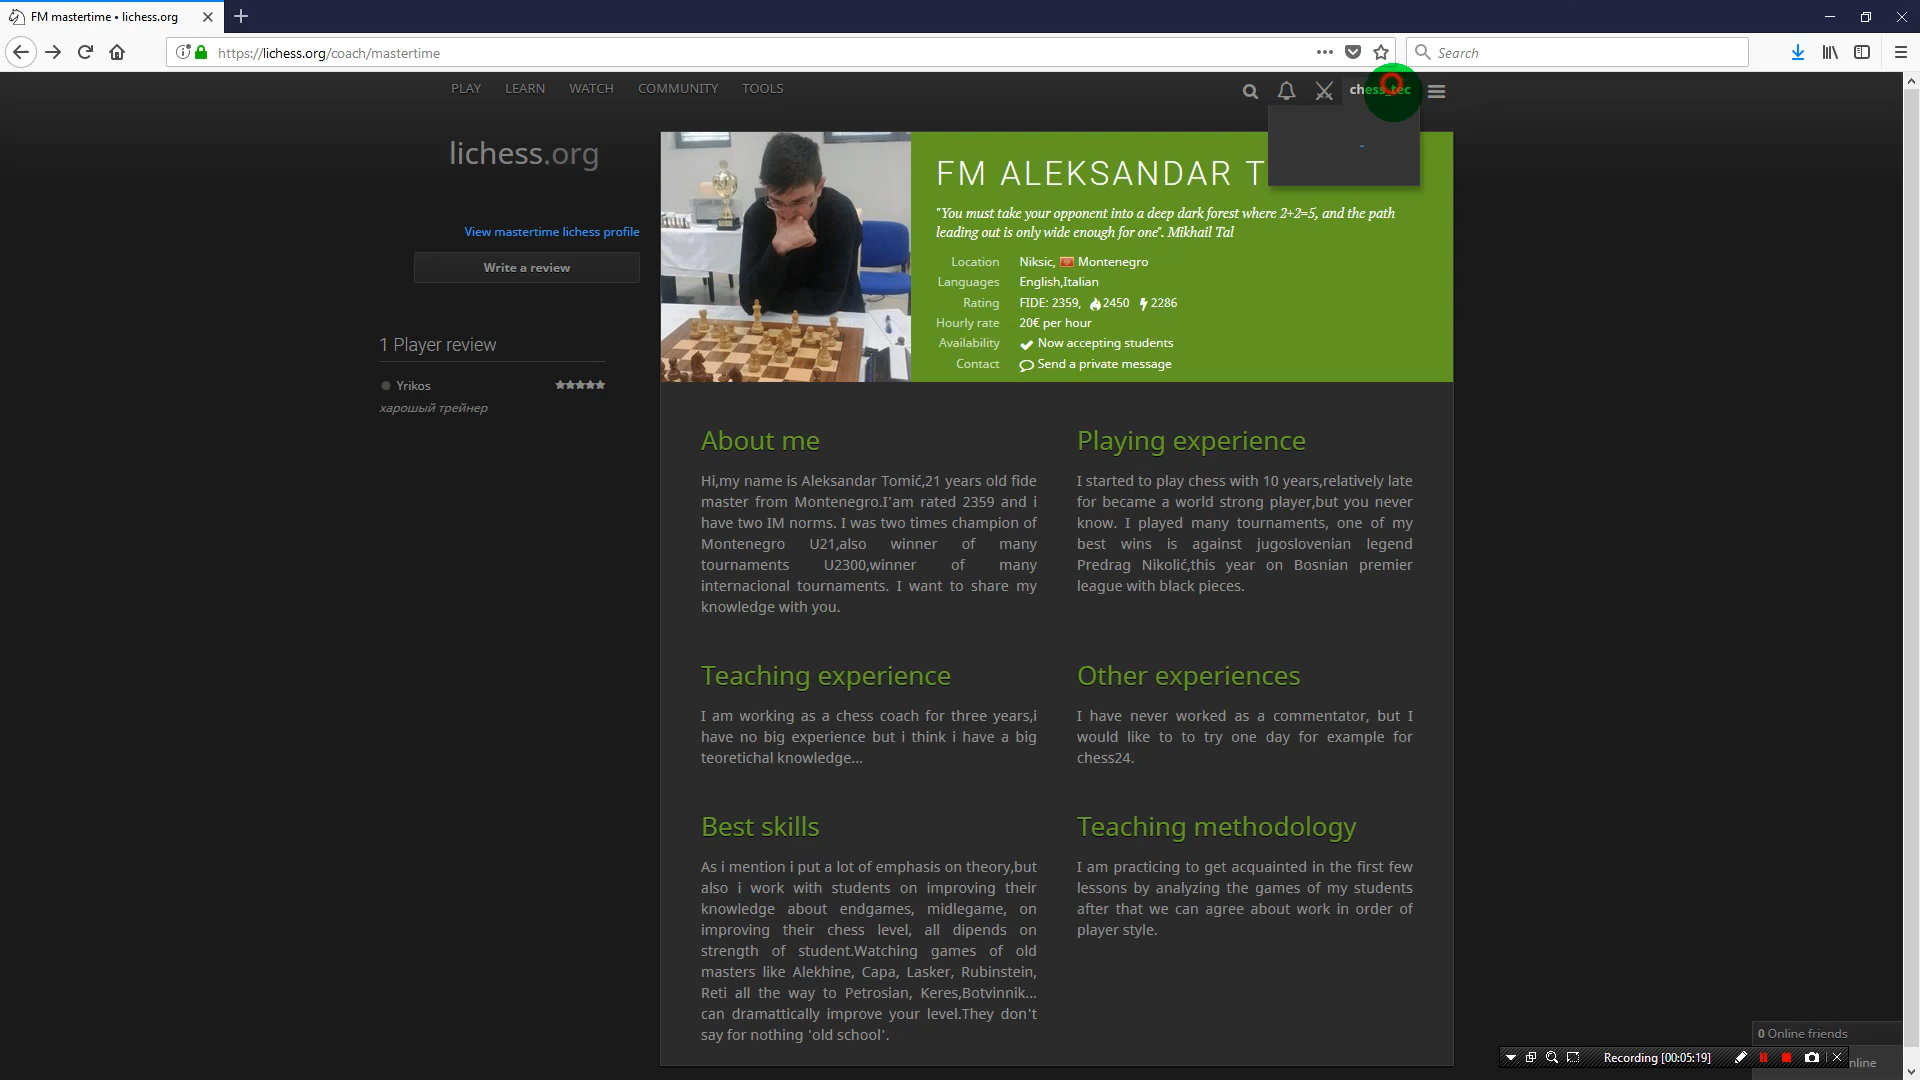 FM mastertime • lichess.org
https://lichess.org/coach/mastertime
Search
PLAY LEARN WATCH COMMUNITY TOOLS
chess_tec
lichess.org
View mastertime lichess profile
Write a review
1 Player review
Yrikos
харошый трейнер
FM ALEKSANDAR T
"You must take your opponent into a deep dark forest where 2+2=5, and the path
leading out is only wide enough for one". Mikhail Tal
Location Niksic, Montenegro
Languages English,Italian
Rating FIDE: 2359, 2450 2286
Hourly rate 20€ per hour
Availability Now accepting students
Contact Send a private message
About me
Hi,my name is Aleksandar Tomić,21 years old fide
master from Montenegro.I'am rated 2359 and i
have two IM norms. I was two times champion of
Montenegro U21,also winner of many
tournaments U2300,winner of many
internacional tournaments. I want to share my
knowledge with you.
Playing experience
I started to play chess with 10 years,relatively late
for became a world strong player,but you never
know. I played many tournaments, one of my
best wins is against jugoslovenian legend
Predrag Nikolić,this year on Bosnian premier
league with black pieces.
Teaching experience
I am working as a chess coach for three years,i
have no big experience but i think i have a big
teoretichal knowledge...
Other experiences
I have never worked as a commentator, but I
would like to to try one day for example for
chess24.
Best skills
As i mention i put a lot of emphasis on theory,but
also i work with students on improving their
knowledge about endgames, midlegame, on
improving their chess level, all dipends on
strength of student.Watching games of old
masters like Alekhine, Capa, Lasker, Rubinstein,
Reti all the way to Petrosian, Keres,Botvinnik...
can dramattically improve your level.They don't
say for nothing 'old school'.
Teaching methodology
I am practicing to get acquainted in the first few
lessons by analyzing the games of my students
after that we can agree about work in order of
player style.
0 Online friends
Recording [00:05:19]
nline